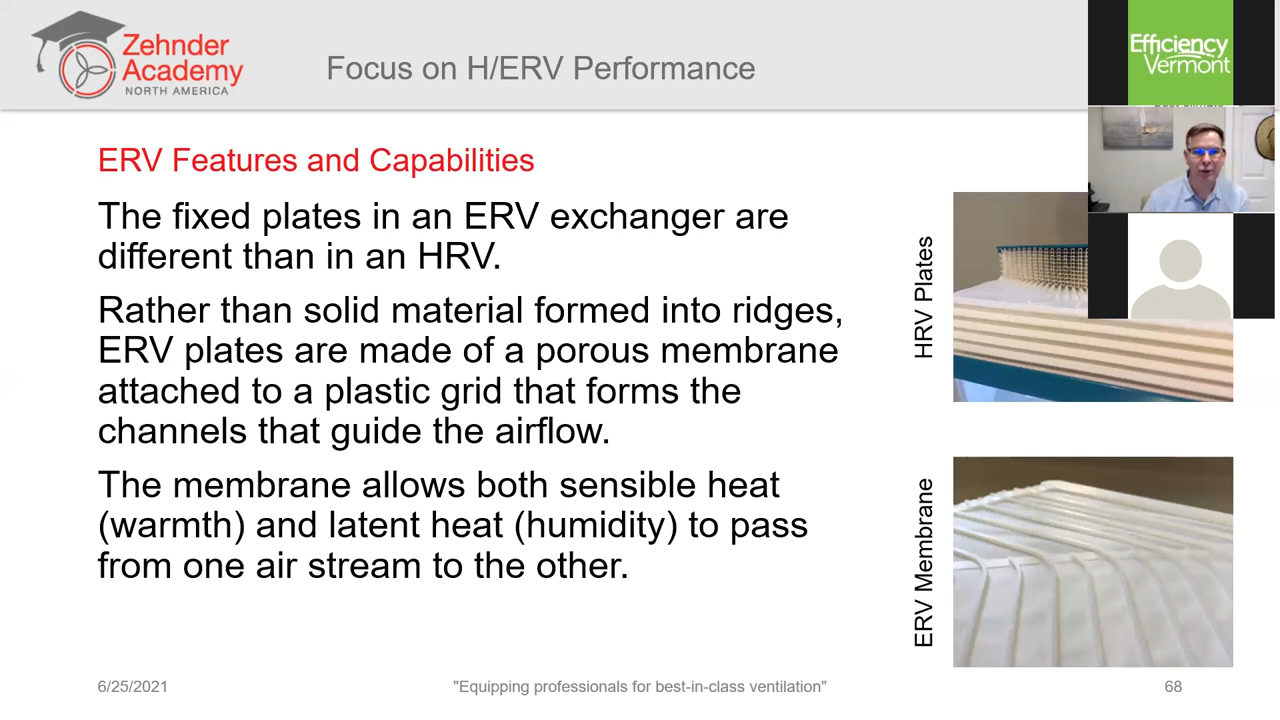 Zehnder
Academy
NORTH AMERICA
Focus on H/ERV Performance
Efficiency
Vermont
ERV Features and Capabilities
The fixed plates in an ERV exchanger are
different than in an HRV.
Rather than solid material formed into ridges,
ERV plates are made of a porous membrane
attached to a plastic grid that forms the
channels that guide the airflow.
The membrane allows both sensible heat
(warmth) and latent heat (humidity) to pass
from one air stream to the other.
HRV Plates
ERV Membrane
6/25/2021
"Equipping professionals for best-in-class ventilation"
68